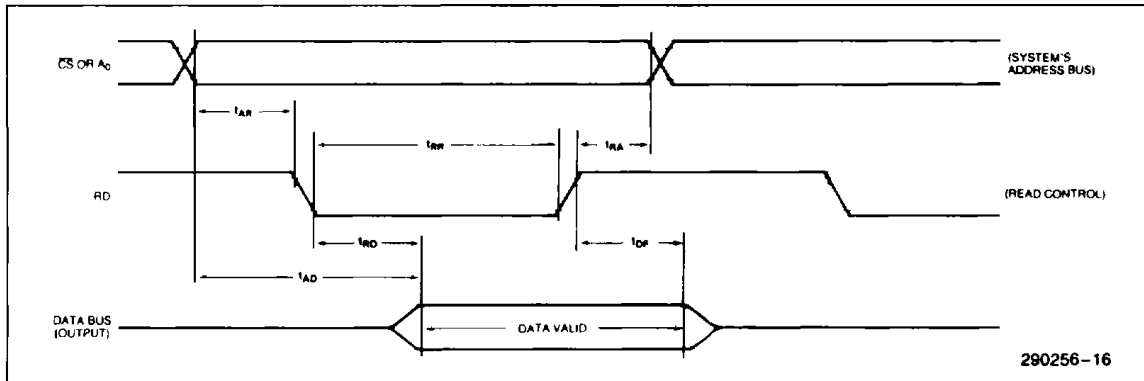 CS OR A0
(SYSTEM'S
ADDRESS BUS)
tAR
tRR
tRA
RD
(READ CONTROL)
tRD
tDF
tAD
DATA BUS
(OUTPUT)
DATA VALID
290256-16